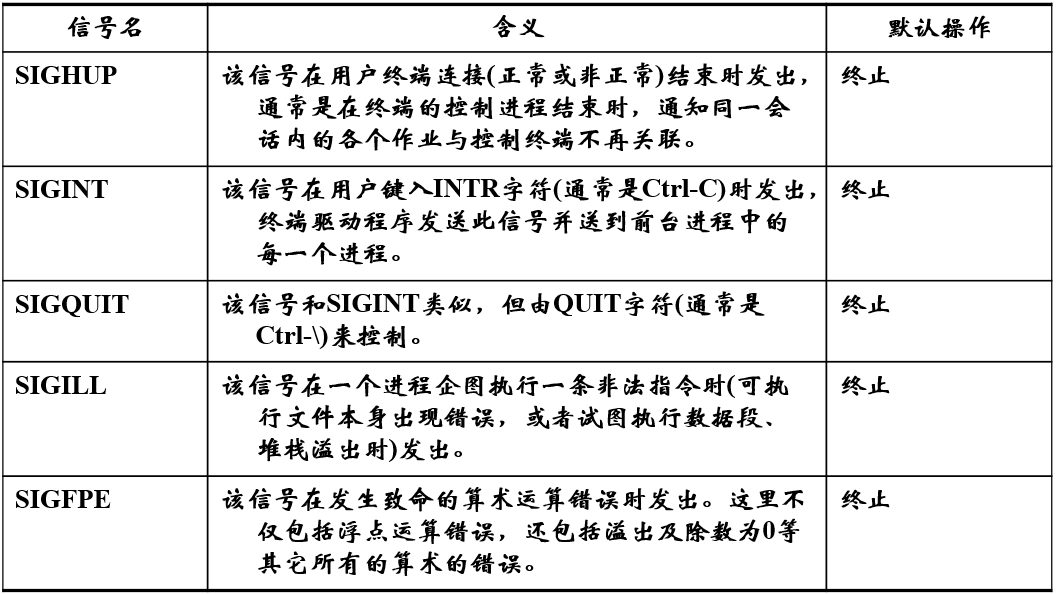 信号名 含义 默认操作
SIGHUP 该信号在用户终端连接(正常或非正常)结束时发出， 终止
通常是在终端的控制进程结束时，通知同一会
话内的各个作业与控制终端不再关联。
SIGINT 该信号在用户键入INTR字符(通常是Ctrl-C)时发出， 终止
终端驱动程序发送此信号并送到前台进程中的
每一个进程。
SIGQUIT 该信号和SIGINT类似，但由QUIT字符(通常是 终止
Ctrl-\)来控制。
SIGILL 该信号在一个进程企图执行一条非法指令时(可执 终止
行文件本身出现错误，或者试图执行数据段、
堆栈溢出时)发出。
SIGFPE 该信号在发生致命的算术运算错误时发出。这里不 终止
仅包括浮点运算错误，还包括溢出及除数为0等
其它所有的算术的错误。